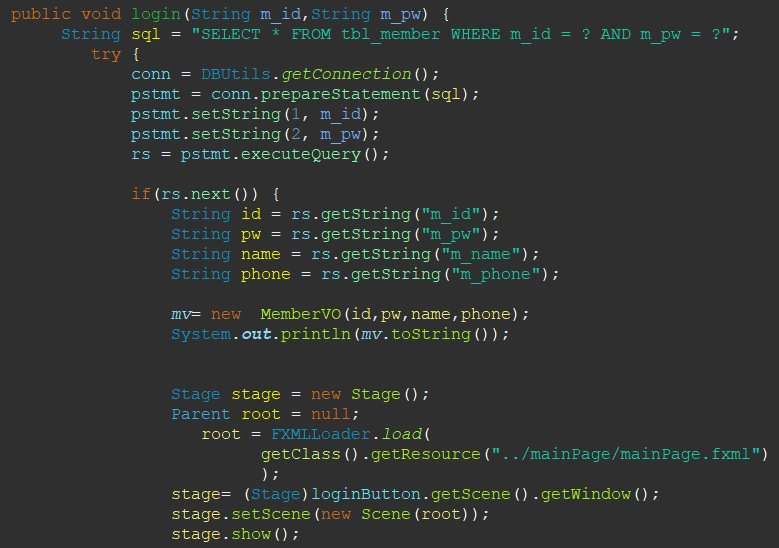 public void login(String m_id,String m_pw) {
String sql = "SELECT * FROM tbl_member WHERE m_id = ? AND m_pw = ?";
try {
conn = DBUtils.getConnection();
pstmt = conn.prepareStatement(sql);
pstmt.setString(1, m_id);
pstmt.setString(2, m_pw);
rs = pstmt.executeQuery();
if(rs.next()) {
String id = rs.getString("m_id");
String pw = rs.getString("m_pw");
String name = rs.getString("m_name");
String phone = rs.getString("m_phone");
mv= new  MemberVO(id,pw,name,phone);
System.out.println(mv.toString());
Stage stage = new Stage();
Parent root = null;
root = FXMLLoader.load(
getClass().getResource("../mainPage/mainPage.fxml")
);
stage= (Stage)loginButton.getScene().getWindow();
stage.setScene(new Scene(root));
stage.show();